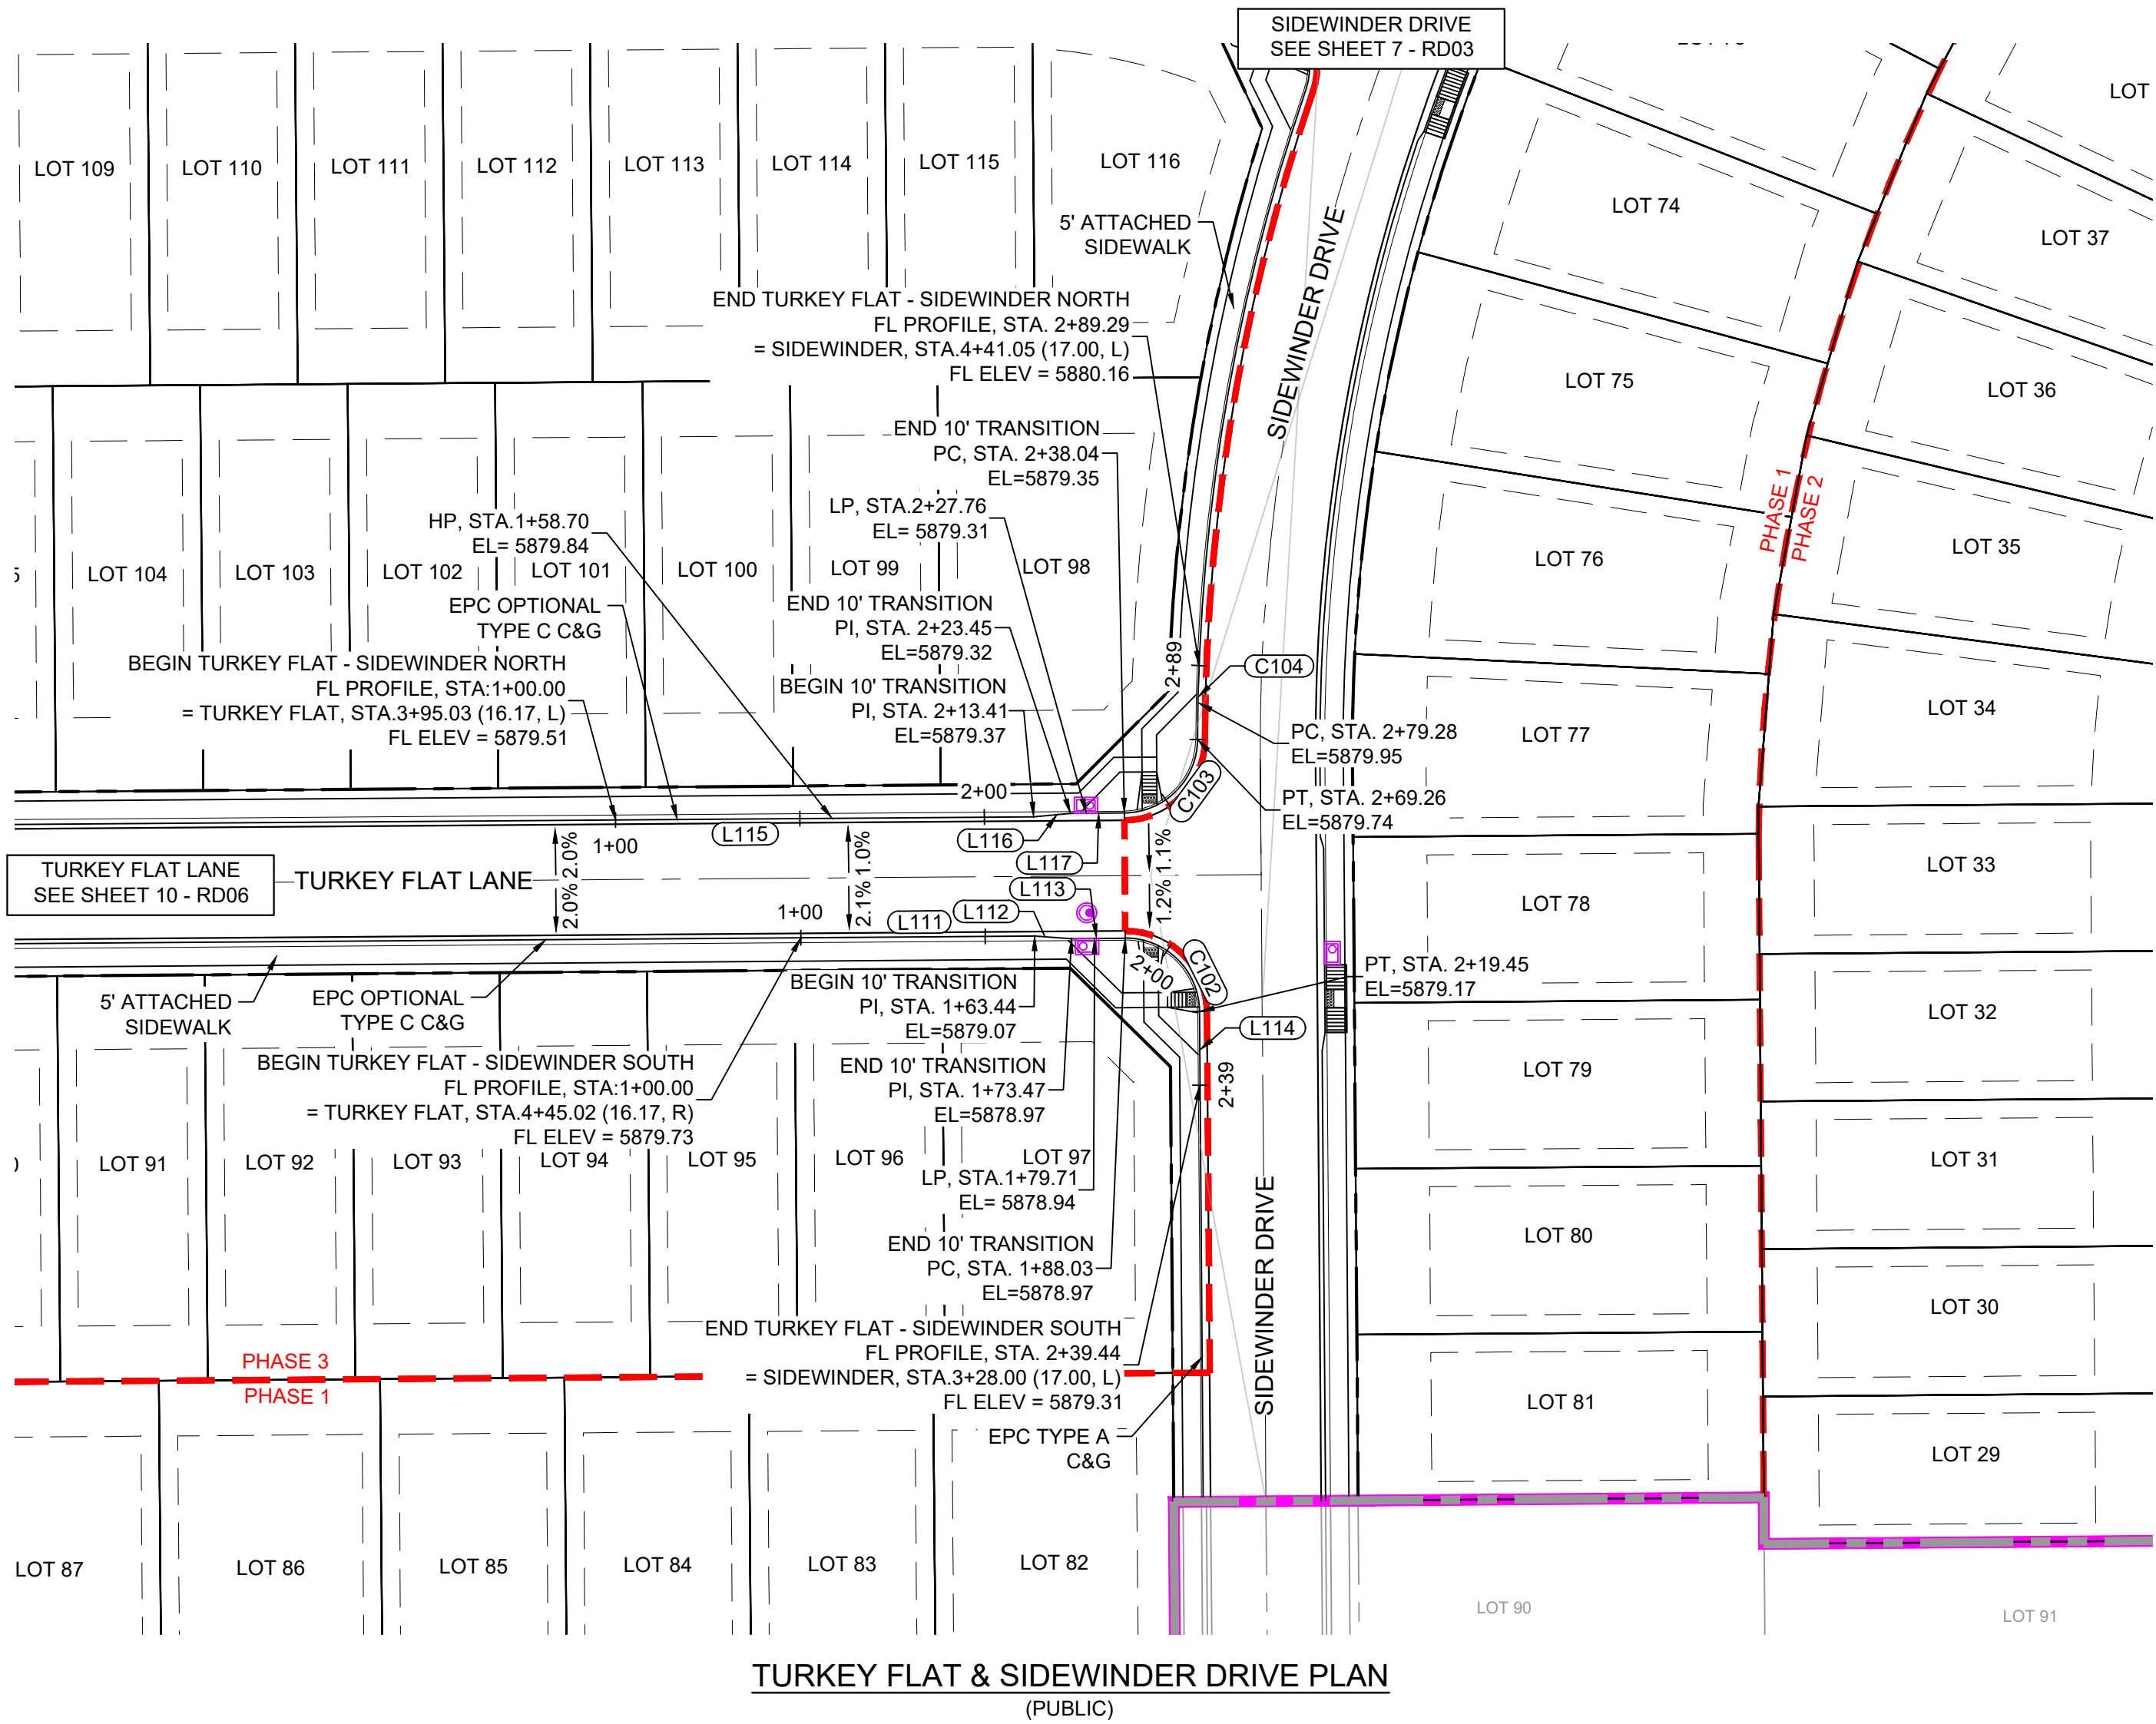 SIDEWINDER DRIVE
SEE SHEET 7 - RD03
LOT
LOT 109
LOT 110
LOT 111
LOT 112
LOT 113
LOT 114
LOT 115
LOT 116
LOT 74
LOT 37
5' ATTACHED
SIDEWALK
SIDEWINDER DRIVE
END TURKEY FLAT - SIDEWINDER NORTH
FL PROFILE, STA. 2+89.29
= SIDEWINDER, STA.4+41.05 (17.00, L)
FL ELEV = 5880.16
LOT 75
LOT 36
END 10' TRANSITION
PC, STA. 2+38.04
EL=5879.35
LP, STA.2+27.76
EL= 5879.31
HP, STA.1+58.70
EL= 5879.84
PHASE 1
PHASE 2
LOT 76
LOT 35
5
LOT 104
LOT 103
LOT 102
LOT 101
LOT 100
LOT 99
LOT 98
EPC OPTIONAL
TYPE C C&G
END 10' TRANSITION
PI, STA. 2+23.45
EL=5879.32
BEGIN TURKEY FLAT - SIDEWINDER NORTH
FL PROFILE, STA:1+00.00
= TURKEY FLAT, STA.3+95.03 (16.17, L)
FL ELEV = 5879.51
BEGIN 10' TRANSITION
PI, STA. 2+13.41
EL=5879.37
2+89
C104
PC, STA. 2+79.28
EL=5879.95
LOT 77
LOT 34
2+00
C103
PT, STA. 2+69.26
EL=5879.74
1+00
L115
L116
L117
TURKEY FLAT LANE
SEE SHEET 10 - RD06
TURKEY FLAT LANE
2.0% 2.0%
2.1% 1.0%
1.2% 1.1%
L113
L112
L111
1+00
LOT 78
LOT 33
2+00
C102
PT, STA. 2+19.45
EL=5879.17
5' ATTACHED
SIDEWALK
EPC OPTIONAL
TYPE C C&G
BEGIN 10' TRANSITION
PI, STA. 1+63.44
EL=5879.07
L114
LOT 32
BEGIN TURKEY FLAT - SIDEWINDER SOUTH
FL PROFILE, STA:1+00.00
= TURKEY FLAT, STA.4+45.02 (16.17, R)
FL ELEV = 5879.73
END 10' TRANSITION
PI, STA. 1+73.47
EL=5878.97
2+39
LOT 79
)
LOT 91
LOT 92
LOT 93
LOT 94
LOT 95
LOT 96
LOT 97
LOT 31
LP, STA.1+79.71
EL= 5878.94
SIDEWINDER DRIVE
LOT 80
END 10' TRANSITION
PC, STA. 1+88.03
EL=5878.97
LOT 30
END TURKEY FLAT - SIDEWINDER SOUTH
FL PROFILE, STA. 2+39.44
= SIDEWINDER, STA.3+28.00 (17.00, L)
FL ELEV = 5879.31
PHASE 3
PHASE 1
LOT 81
EPC TYPE A
C&G
LOT 29
LOT 87
LOT 86
LOT 85
LOT 84
LOT 83
LOT 82
LOT 90
LOT 91
TURKEY FLAT & SIDEWINDER DRIVE PLAN
(PUBLIC)